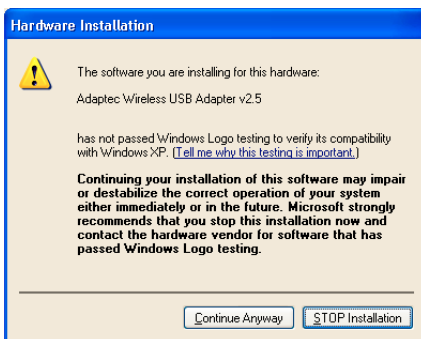 Hardware Installation
The software you are installing for this hardware:
Adaptec Wireless USB Adapter v2.5
has not passed Windows Logo testing to verify its compatibility
with Windows XP. (Tell me why this testing is important.)
Continuing your installation of this software may impair
or destabilize the correct operation of your system
either immediately or in the future. Microsoft strongly
recommends that you stop this installation now and
contact the hardware vendor for software that has
passed Windows Logo testing.
Continue Anyway STOP Installation